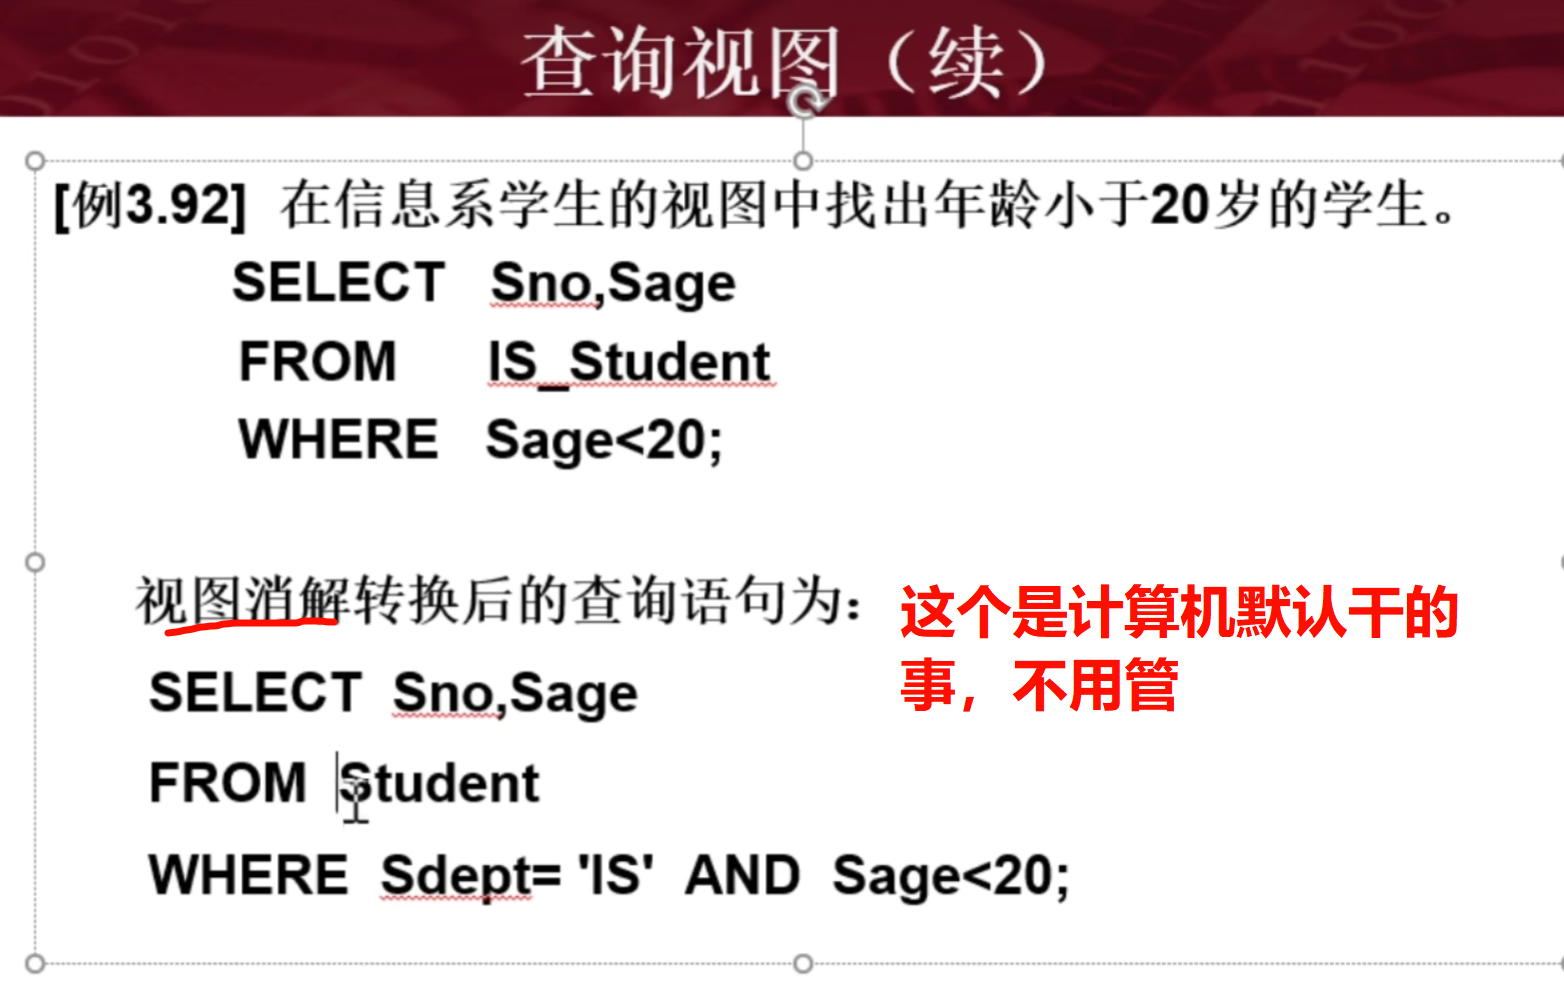 查询视图（续）
[例3.92] 在信息系学生的视图中找出年龄小于20岁的学生。
SELECT Sno,Sage
FROM IS_Student
WHERE Sage<20;
视图消解转换后的查询语句为：
这个是计算机默认干的
事，不用管
SELECT Sno,Sage
FROM Student
WHERE Sdept= 'IS' AND Sage<20;